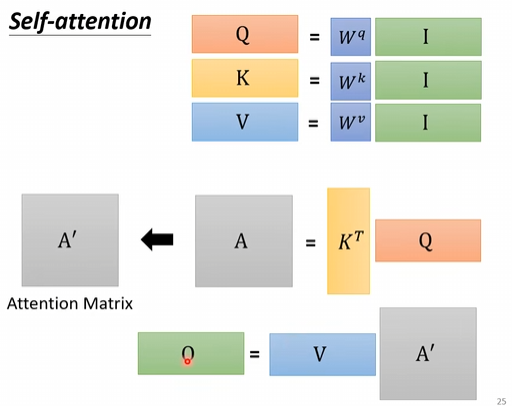 Self-attention
Q = W^q I
K = W^k I
V = W^v I
A′ A = K^T Q
Attention Matrix
O = V A′
25